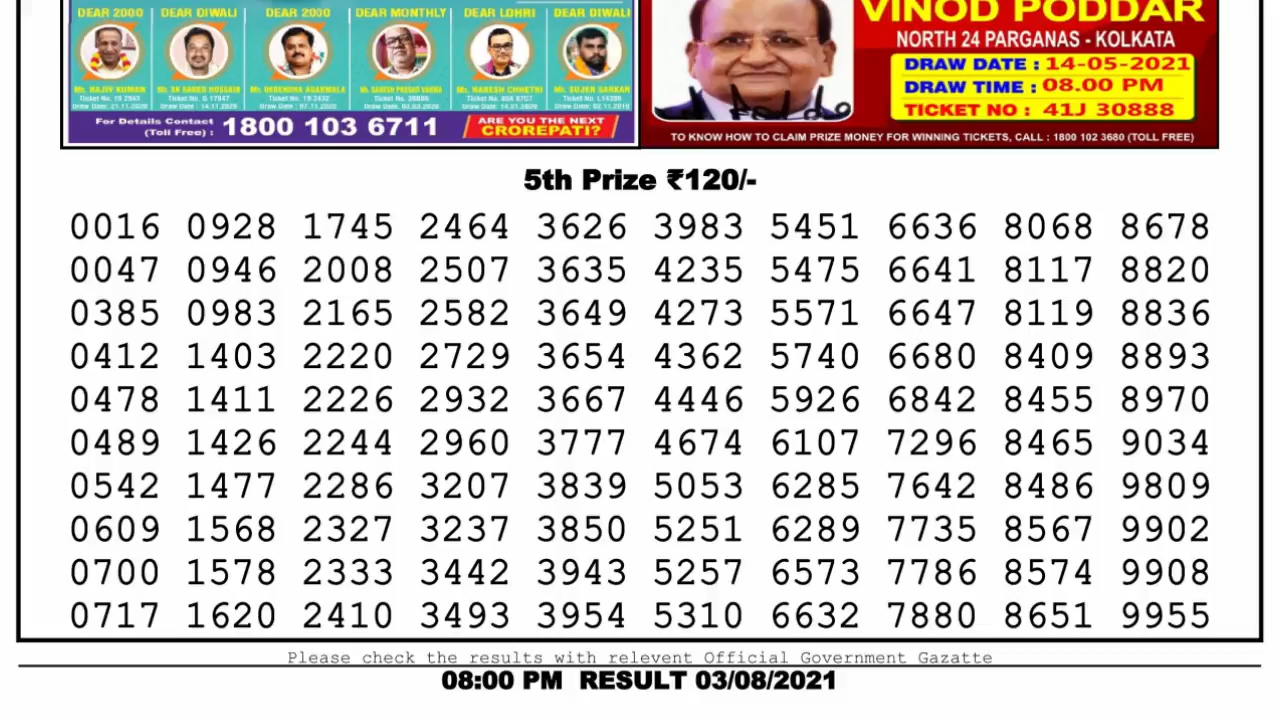 DEAR 2000 DEAR DIWALI DEAR 2000 DEAR MONTHLY DEAR LOHRI DEAR DIWALI
Mr. RAJIV KUMAR Mr. SK SABED HOSSAIN Mr. DEBENDRA AGARWALA Mr. GANESH PRASAD VARMA Mr. NARESH CHHETRI Mr. SUJEN SARKAR
For Details Contact
(Toll Free) : 1800 103 6711
ARE YOU THE NEXT
CROREPATI?
VINOD PODDAR
NORTH 24 PARGANAS - KOLKATA
DRAW DATE : 14-05-2021
DRAW TIME : 08.00 PM
TICKET NO : 41J 30888
TO KNOW HOW TO CLAIM PRIZE MONEY FOR WINNING TICKETS, CALL : 1800 102 3680 (TOLL FREE)
5th Prize ₹120/-
0016 0928 1745 2464 3626 3983 5451 6636 8068 8678
0047 0946 2008 2507 3635 4235 5475 6641 8117 8820
0385 0983 2165 2582 3649 4273 5571 6647 8119 8836
0412 1403 2220 2729 3654 4362 5740 6680 8409 8893
0478 1411 2226 2932 3667 4446 5926 6842 8455 8970
0489 1426 2244 2960 3777 4674 6107 7296 8465 9034
0542 1477 2286 3207 3839 5053 6285 7642 8486 9809
0609 1568 2327 3237 3850 5251 6289 7735 8567 9902
0700 1578 2333 3442 3943 5257 6573 7786 8574 9908
0717 1620 2410 3493 3954 5310 6632 7880 8651 9955
Please check the results with relevent Official Government Gazatte
08:00 PM RESULT 03/08/2021